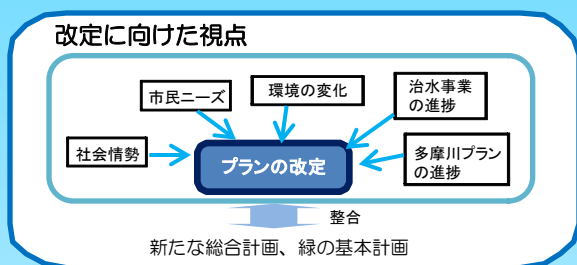 改定に向けた視点
市民ニーズ
環境の変化
治水事業
の進捗
社会情勢
プランの改定
多摩川プラン
の進捗
整合
新たな総合計画、緑の基本計画